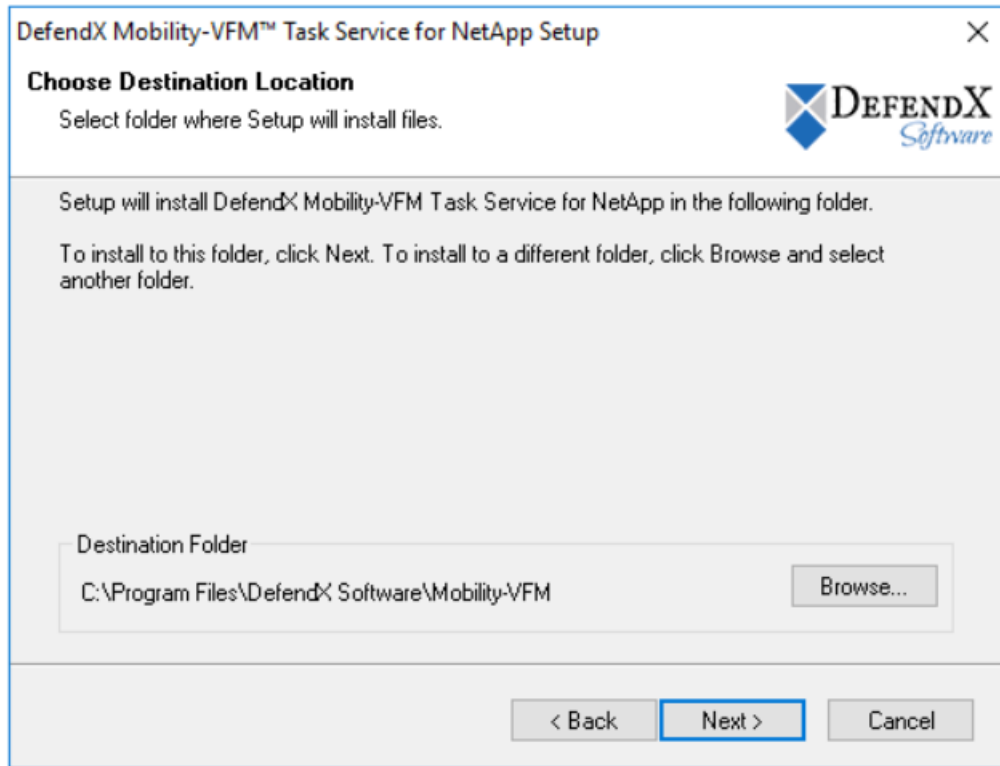 DefendX Mobility-VFM™ Task Service for NetApp Setup
Choose Destination Location
Select folder where Setup will install files.
DEFENDX
Software
Setup will install DefendX Mobility-VFM Task Service for NetApp in the following folder.
To install to this folder, click Next. To install to a different folder, click Browse and select
another folder.
Destination Folder
C:\Program Files\DefendX Software\Mobility-VFM
Browse...
< Back
Next >
Cancel